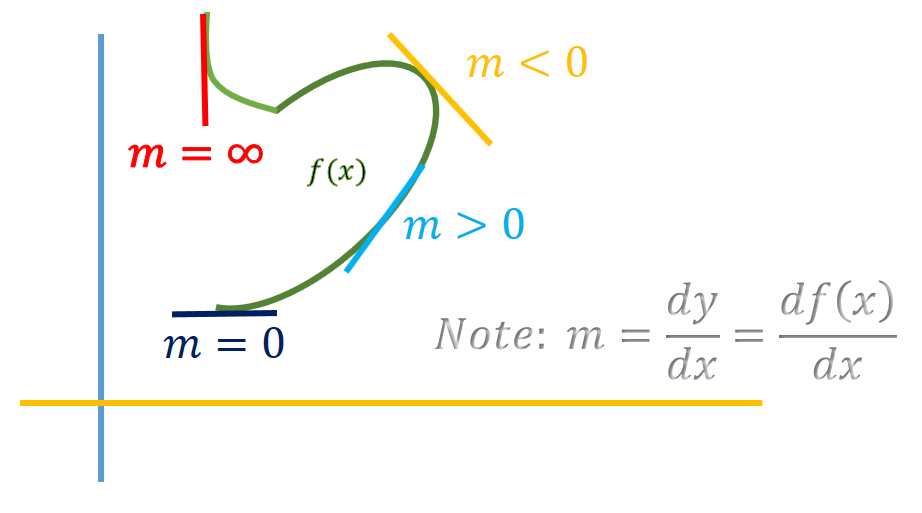 m < 0
m = ∞
f(x)
m > 0
m = 0
Note: m = dy/dx = df(x)/dx